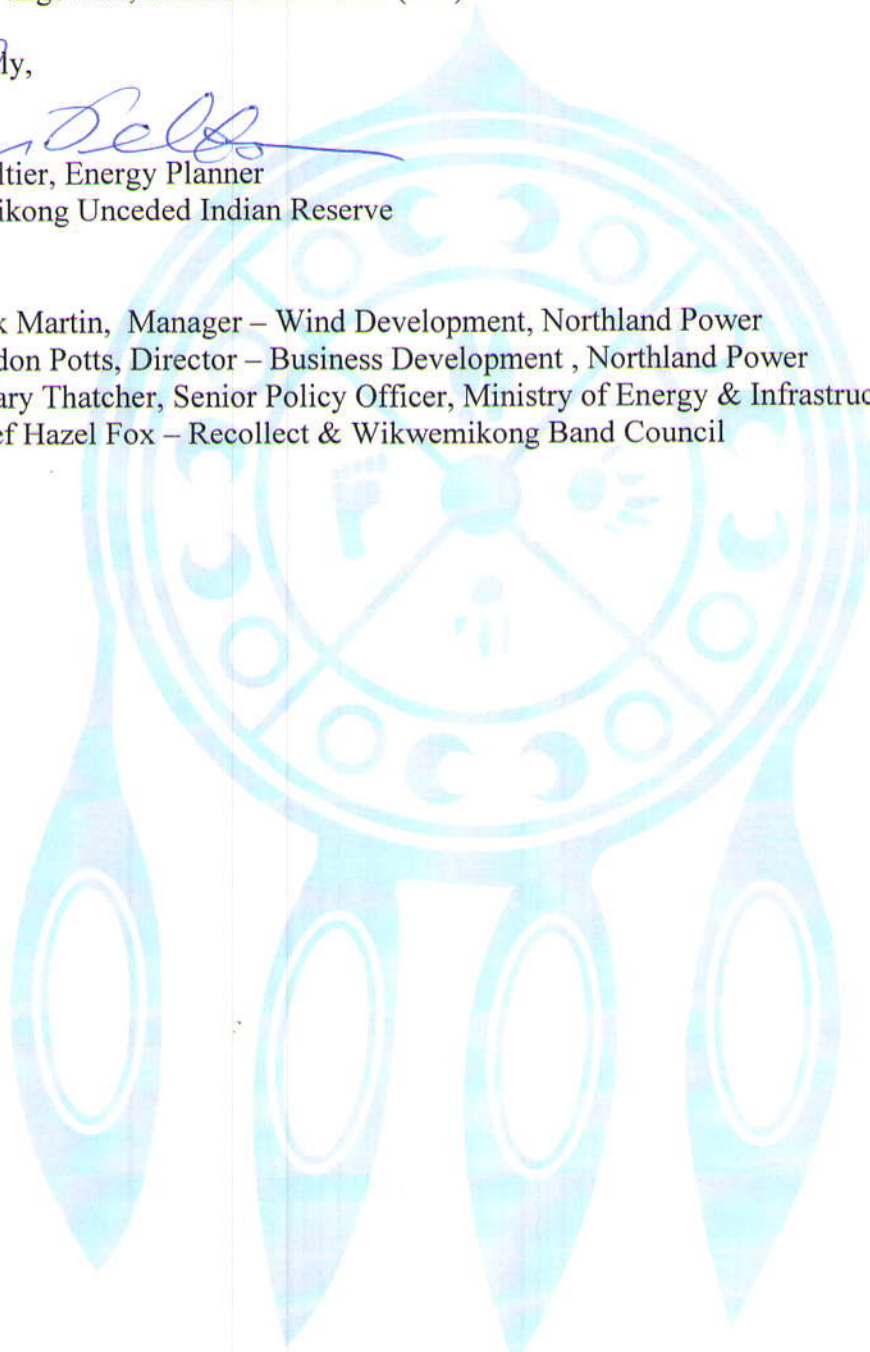 ly,
ltier, Energy Planner
ikong Unceded Indian Reserve
k Martin, Manager – Wind Development, Northland Power
don Potts, Director – Business Development , Northland Power
ary Thatcher, Senior Policy Officer, Ministry of Energy & Infrastruc
ef Hazel Fox – Recollect & Wikwemikong Band Council